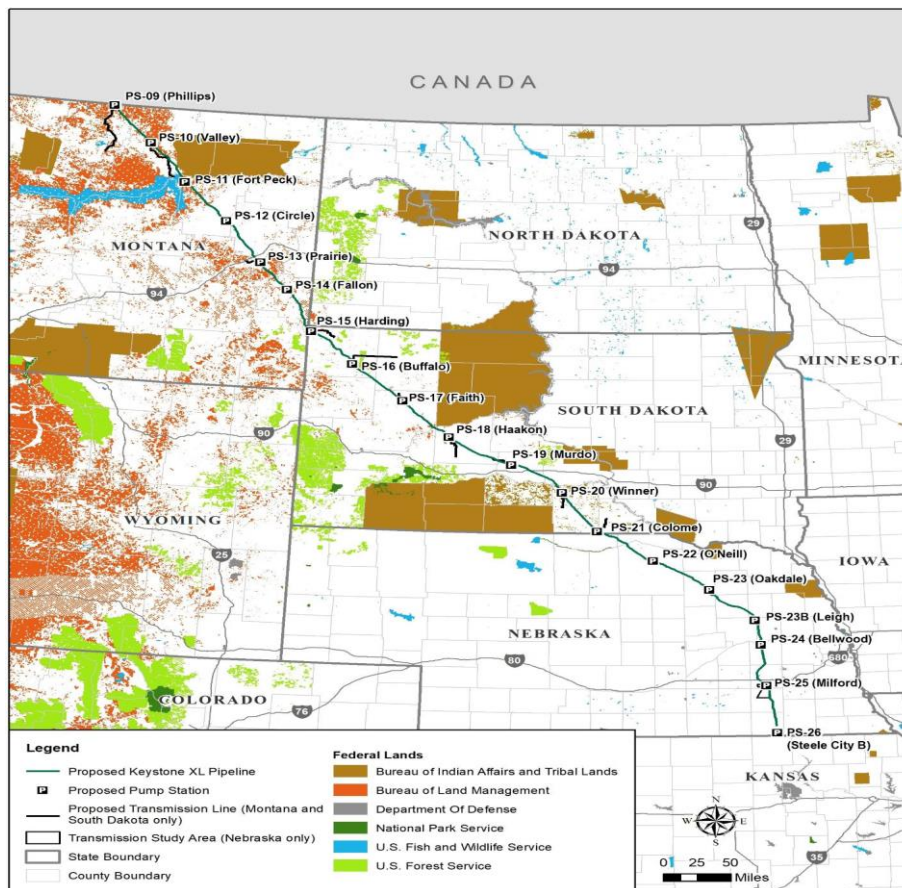 CANADA
PS-09 (Phillips)
PS-10 (Valley)
PS-11 (Fort Peck)
PS-12 (Circle)
MONTANA
NORTH DAKOTA
29
PS-13 (Prairie)
94
PS-14 (Fallon)
94
PS-15 (Harding)
MINNESOTA
PS-16 (Buffalo)
PS-17 (Faith)
SOUTH DAKOTA
90
PS-18 (Haakon)
29
PS-19 (Murdo)
90
PS-20 (Winner)
WYOMING
PS-21 (Colome)
25
PS-22 (O'Neill)
IOWA
PS-23 (Oakdale)
PS-23B (Leigh)
NEBRASKA
PS-24 (Bellwood)
80
680
PS-25 (Milford)
COLORADO
76
PS-26
(Steele City B)
KANSAS
35
Legend
Proposed Keystone XL Pipeline
P
Proposed Pump Station
Proposed Transmission Line (Montana and
South Dakota only)
Transmission Study Area (Nebraska only)
State Boundary
County Boundary
Federal Lands
Bureau of Indian Affairs and Tribal Lands
Bureau of Land Management
Department Of Defense
National Park Service
U.S. Fish and Wildlife Service
U.S. Forest Service
N
W E
S
0 25 50
Miles